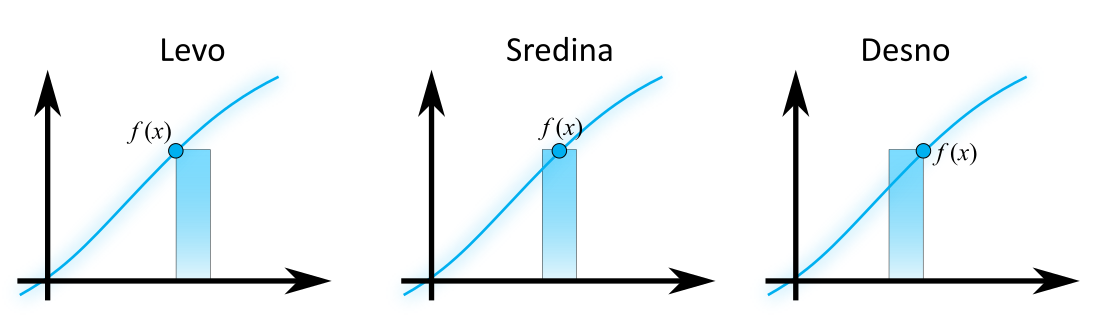 Levo
Sredina
Desno
f(x)
f(x)
f(x)